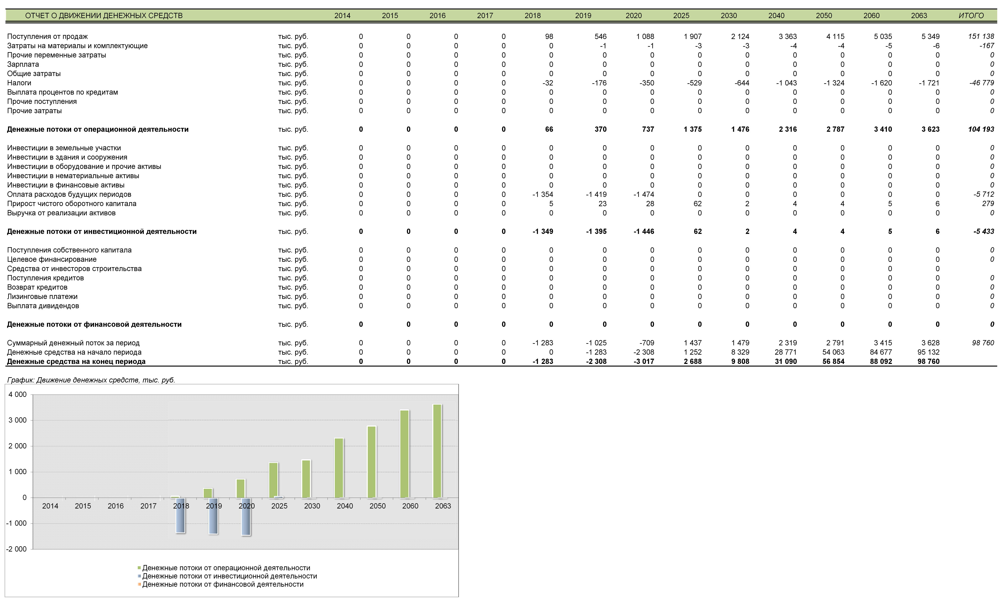 ОТЧЕТ О ДВИЖЕНИИ ДЕНЕЖНЫХ СРЕДСТВ 2014 2015 2016 2017 2018 2019 2020 2025 2030 2040 2050 2060 2063 ИТОГО
Поступления от продаж тыс. руб. 0 0 0 0 98 546 1 088 1 907 2 124 3 363 4 115 5 035 5 349 151 138
Затраты на материалы и комплектующие тыс. руб. 0 0 0 0 0 -1 -1 -3 -3 -4 -4 -5 -6 -167
Прочие переменные затраты тыс. руб. 0 0 0 0 0 0 0 0 0 0 0 0 0 0
Зарплата тыс. руб. 0 0 0 0 0 0 0 0 0 0 0 0 0 0
Общие затраты тыс. руб. 0 0 0 0 0 0 0 0 0 0 0 0 0 0
Налоги тыс. руб. 0 0 0 0 -32 -176 -350 -529 -644 -1 043 -1 324 -1 620 -1 721 -46 779
Выплата процентов по кредитам тыс. руб. 0 0 0 0 0 0 0 0 0 0 0 0 0 0
Прочие поступления тыс. руб. 0 0 0 0 0 0 0 0 0 0 0 0 0 0
Прочие затраты тыс. руб. 0 0 0 0 0 0 0 0 0 0 0 0 0 0
Денежные потоки от операционной деятельности тыс. руб. 0 0 0 0 66 370 737 1 375 1 476 2 316 2 787 3 410 3 623 104 193
Инвестиции в земельные участки тыс. руб. 0 0 0 0 0 0 0 0 0 0 0 0 0 0
Инвестиции в здания и сооружения тыс. руб. 0 0 0 0 0 0 0 0 0 0 0 0 0 0
Инвестиции в оборудование и прочие активы тыс. руб. 0 0 0 0 0 0 0 0 0 0 0 0 0 0
Инвестиции в нематериальные активы тыс. руб. 0 0 0 0 0 0 0 0 0 0 0 0 0 0
Инвестиции в финансовые активы тыс. руб. 0 0 0 0 0 0 0 0 0 0 0 0 0 0
Оплата расходов будущих периодов тыс. руб. 0 0 0 0 -1 354 -1 419 -1 474 0 0 0 0 0 0 -5 712
Прирост чистого оборотного капитала тыс. руб. 0 0 0 0 5 23 28 62 2 4 4 5 6 279
Выручка от реализации активов тыс. руб. 0 0 0 0 0 0 0 0 0 0 0 0 0 0
Денежные потоки от инвестиционной деятельности тыс. руб. 0 0 0 0 -1 349 -1 395 -1 446 62 2 4 4 5 6 -5 433
Поступления собственного капитала тыс. руб. 0 0 0 0 0 0 0 0 0 0 0 0 0 0
Целевое финансирование тыс. руб. 0 0 0 0 0 0 0 0 0 0 0 0 0 0
Средства от инвесторов строительства тыс. руб. 0 0 0 0 0 0 0 0 0 0 0 0 0
Поступления кредитов тыс. руб. 0 0 0 0 0 0 0 0 0 0 0 0 0 0
Возврат кредитов тыс. руб. 0 0 0 0 0 0 0 0 0 0 0 0 0 0
Лизинговые платежи тыс. руб. 0 0 0 0 0 0 0 0 0 0 0 0 0 0
Выплата дивидендов тыс. руб. 0 0 0 0 0 0 0 0 0 0 0 0 0 0
Денежные потоки от финансовой деятельности тыс. руб. 0 0 0 0 0 0 0 0 0 0 0 0 0 0
Суммарный денежный поток за период тыс. руб. 0 0 0 0 -1 283 -1 025 -709 1 437 1 479 2 319 2 791 3 415 3 628 98 760
Денежные средства на начало периода тыс. руб. 0 0 0 0 0 -1 283 -2 308 1 252 8 329 28 771 54 063 84 677 95 132
Денежные средства на конец периода тыс. руб. 0 0 0 0 -1 283 -2 308 -3 017 2 688 9 808 31 090 56 854 88 092 98 760
График: Движение денежных средств, тыс. руб.
4 000
3 000
2 000
1 000
0
2014 2015 2016 2017 2018 2019 2020 2025 2030 2040 2050 2060 2063
-1 000
-2 000
Денежные потоки от операционной деятельности
Денежные потоки от инвестиционной деятельности
Денежные потоки от финансовой деятельности